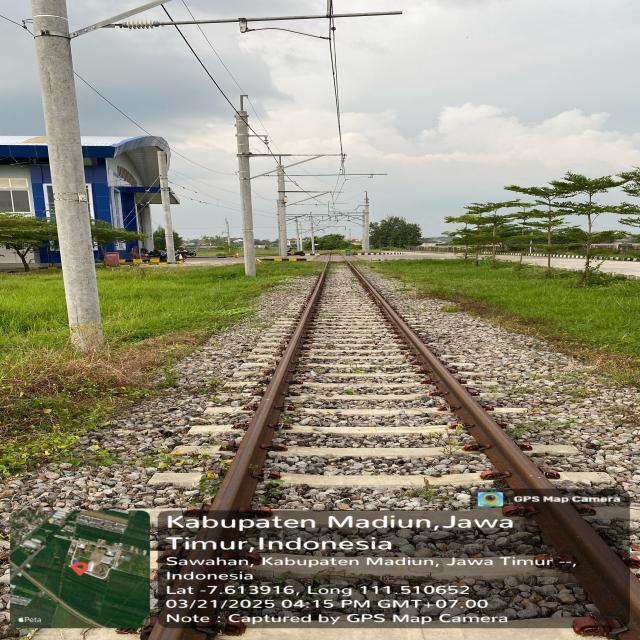 GPS Map Camera
Kabupaten Madiun,Jawa
Timur,Indonesia
Sawahan, Kabupaten Madiun, Jawa Timur --,
Indonesia
Lat -7.613916, Long 111.510652
03/21/2025 04:15 PM GMT+07.00
Note : Captured by GPS Map Camera
Peta